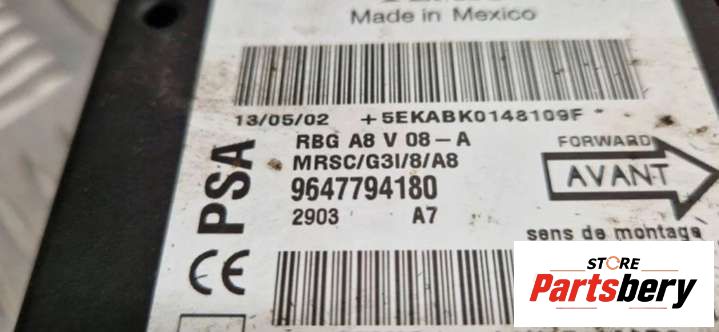 Made in Mexico
13/05/02 +5EKABK0148109F*
RBG A8 V 08-A
MRSC/G3I/8/A8
9647794180
2903 A7
PSA
CE
FORWARD
AVANT
sens de montage
STORE
Partsbery